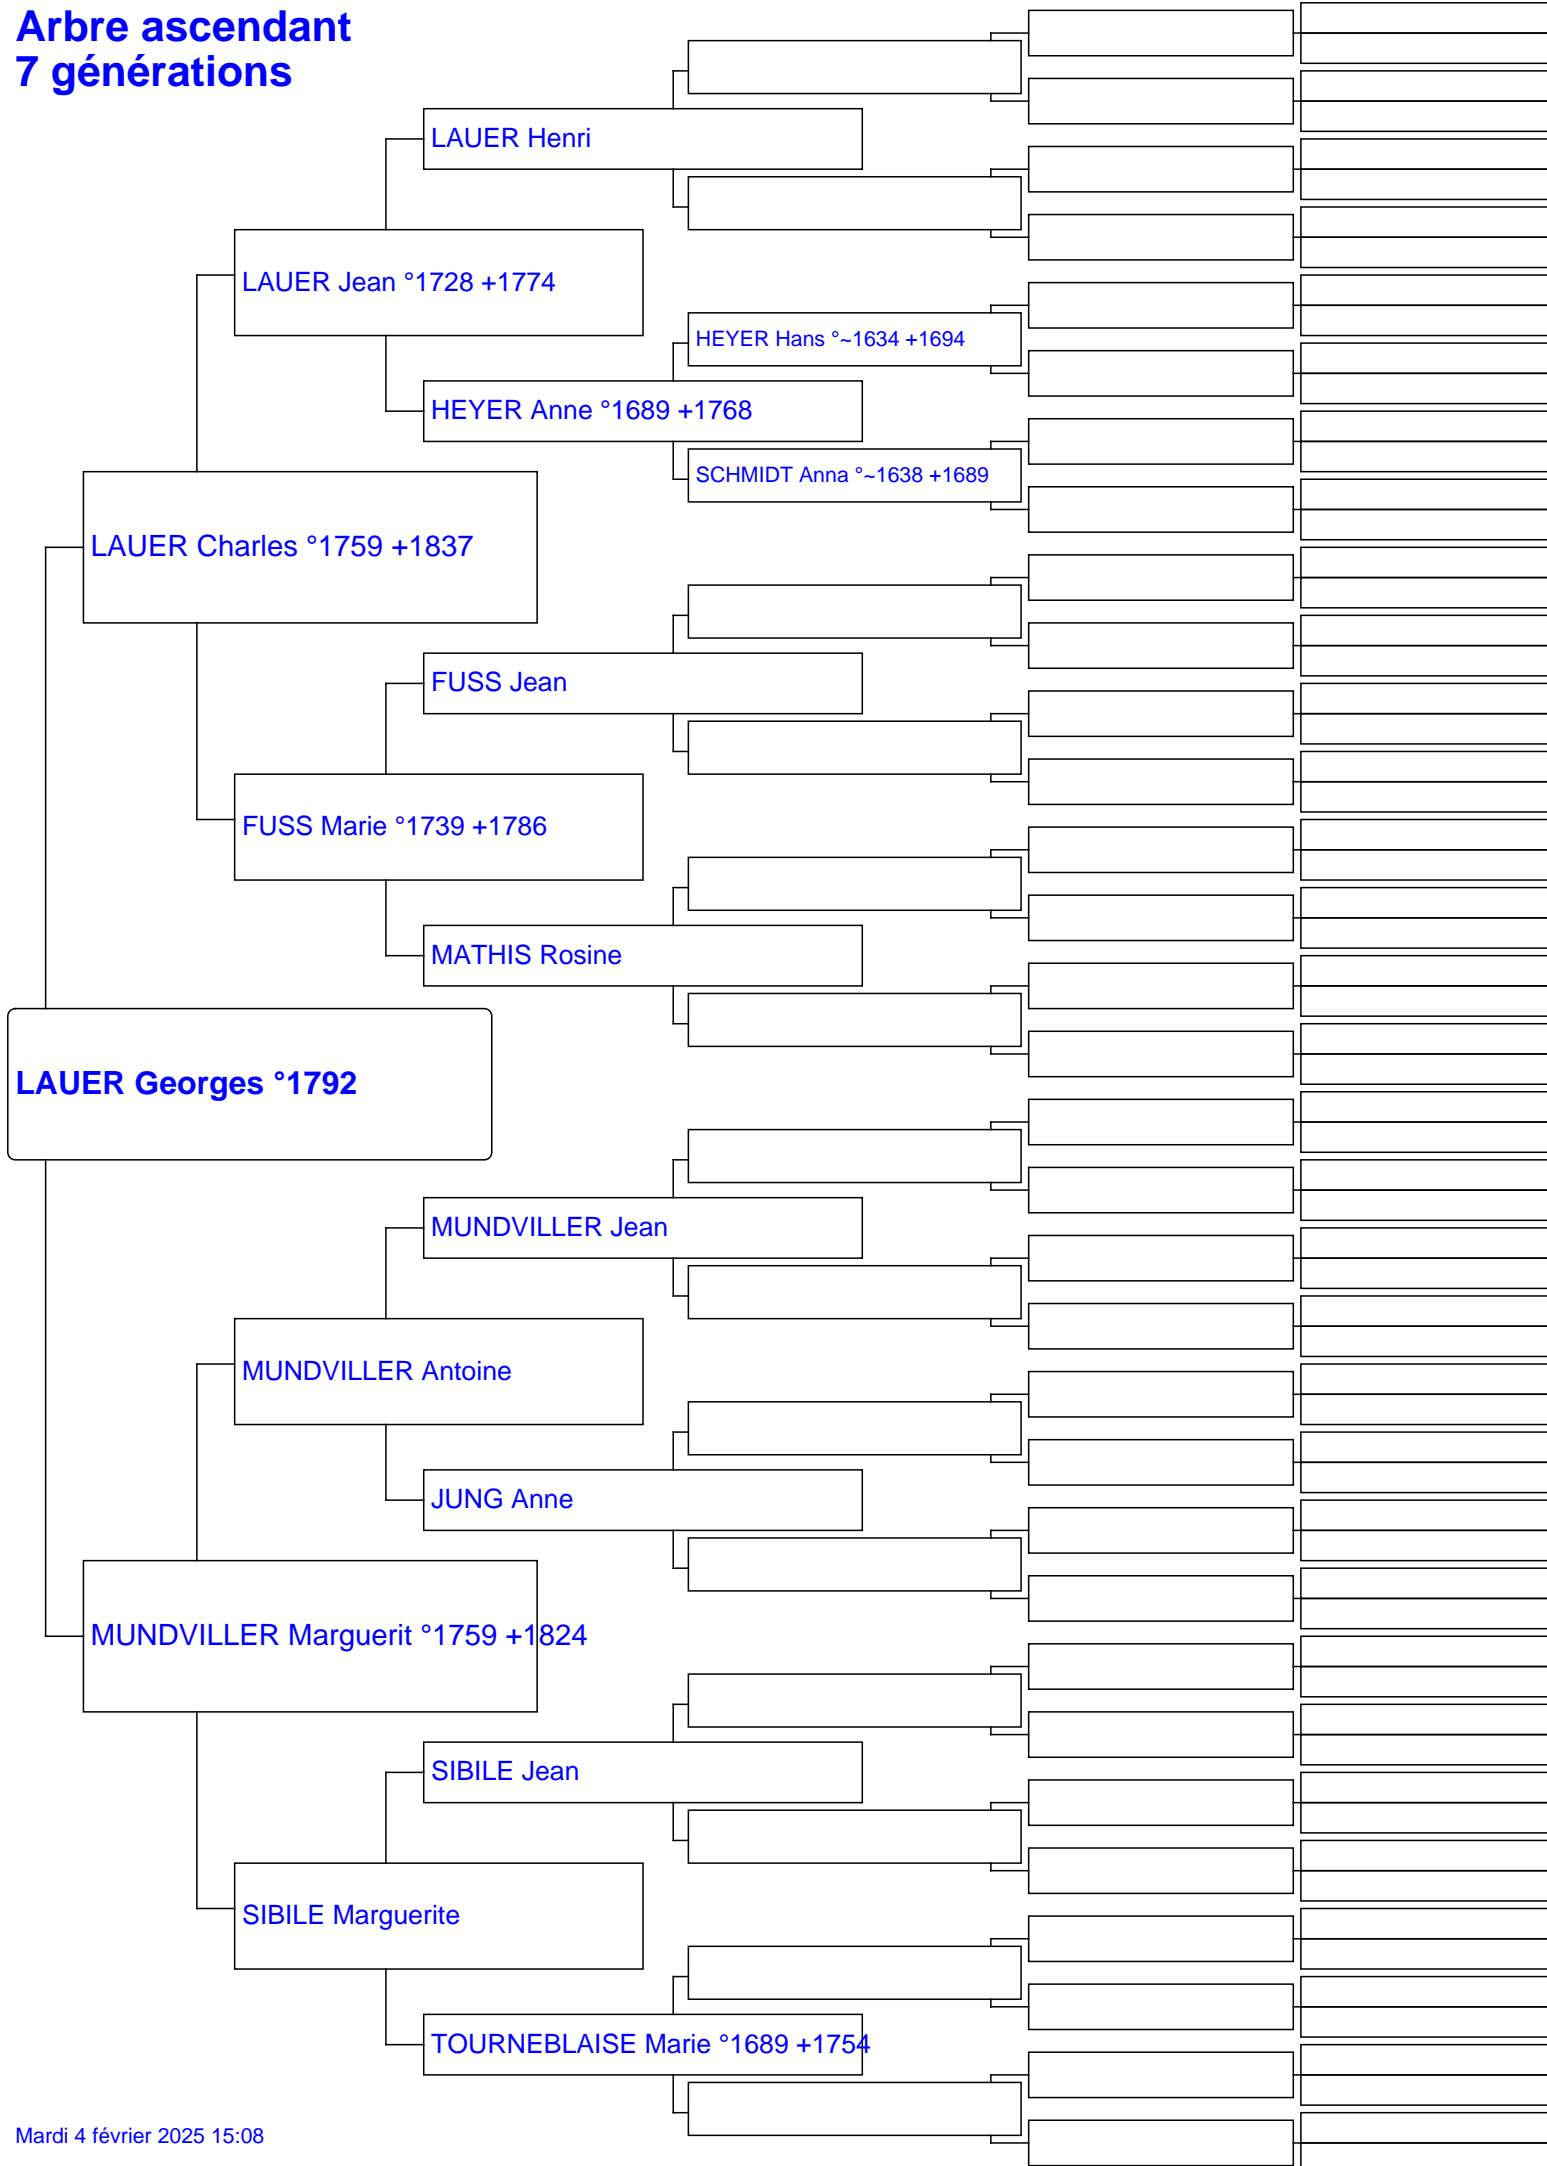 Arbre ascendant
7 générations
LAUER Henri
LAUER Jean °1728 +1774
HEYER Hans °~1634 +1694
HEYER Anne °1689 +1768
SCHMIDT Anna °~1638 +1689
LAUER Charles °1759 +1837
FUSS Jean
FUSS Marie °1739 +1786
MATHIS Rosine
LAUER Georges °1792
MUNDVILLER Jean
MUNDVILLER Antoine
JUNG Anne
MUNDVILLER Marguerit °1759 +1824
SIBILE Jean
SIBILE Marguerite
TOURNEBLAISE Marie °1689 +1754
Mardi 4 février 2025 15:08